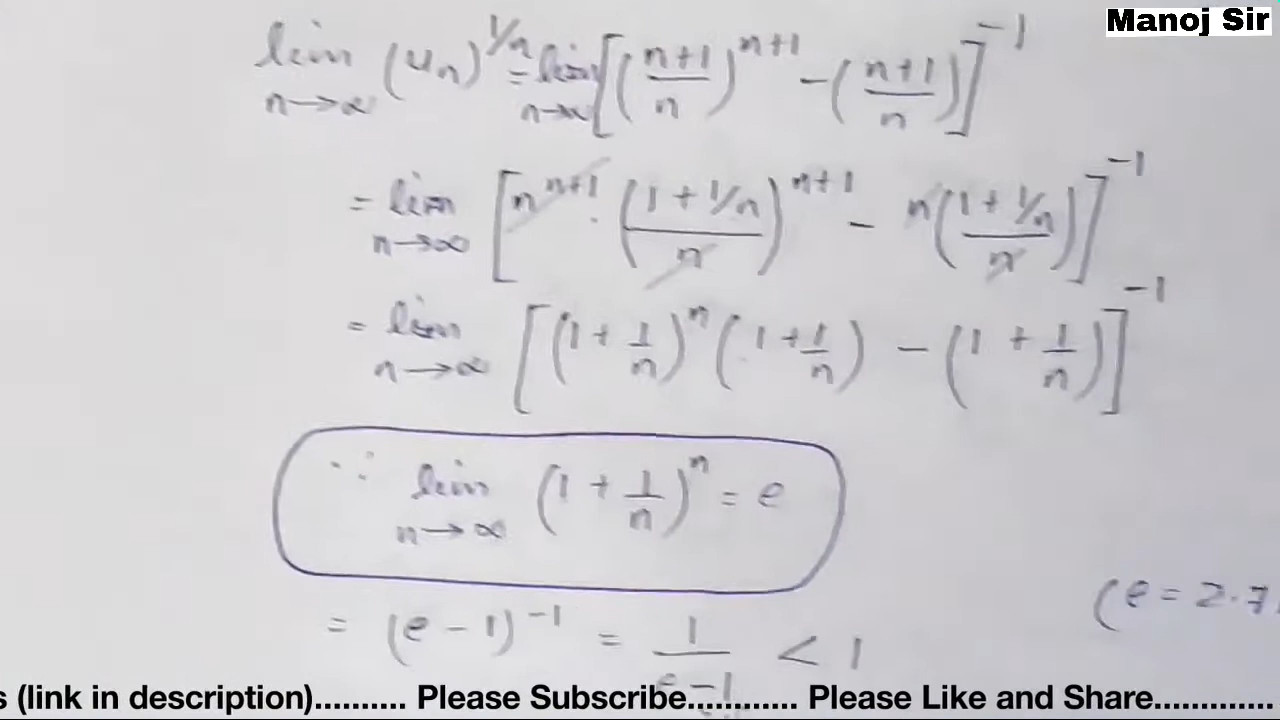 Manoj Sir
lim n→∞ (un)^1/n = lim n→∞ [((n+1)/n)^n+1 - ((n+1)/n)]^-1
= lim n→∞ [n^n+1 · ((1 + 1/n)/n)^n+1 - n((1 + 1/n)/n)]^-1
= lim n→∞ [(1 + 1/n)^n (1 + 1/n) - (1 + 1/n)]^-1
∵ lim n→∞ (1 + 1/n)^n = e
(e = 2.7
= (e - 1)^-1 = 1/(e-1) < 1
s (link in description).......... Please Subscribe............ Please Like and Share.............